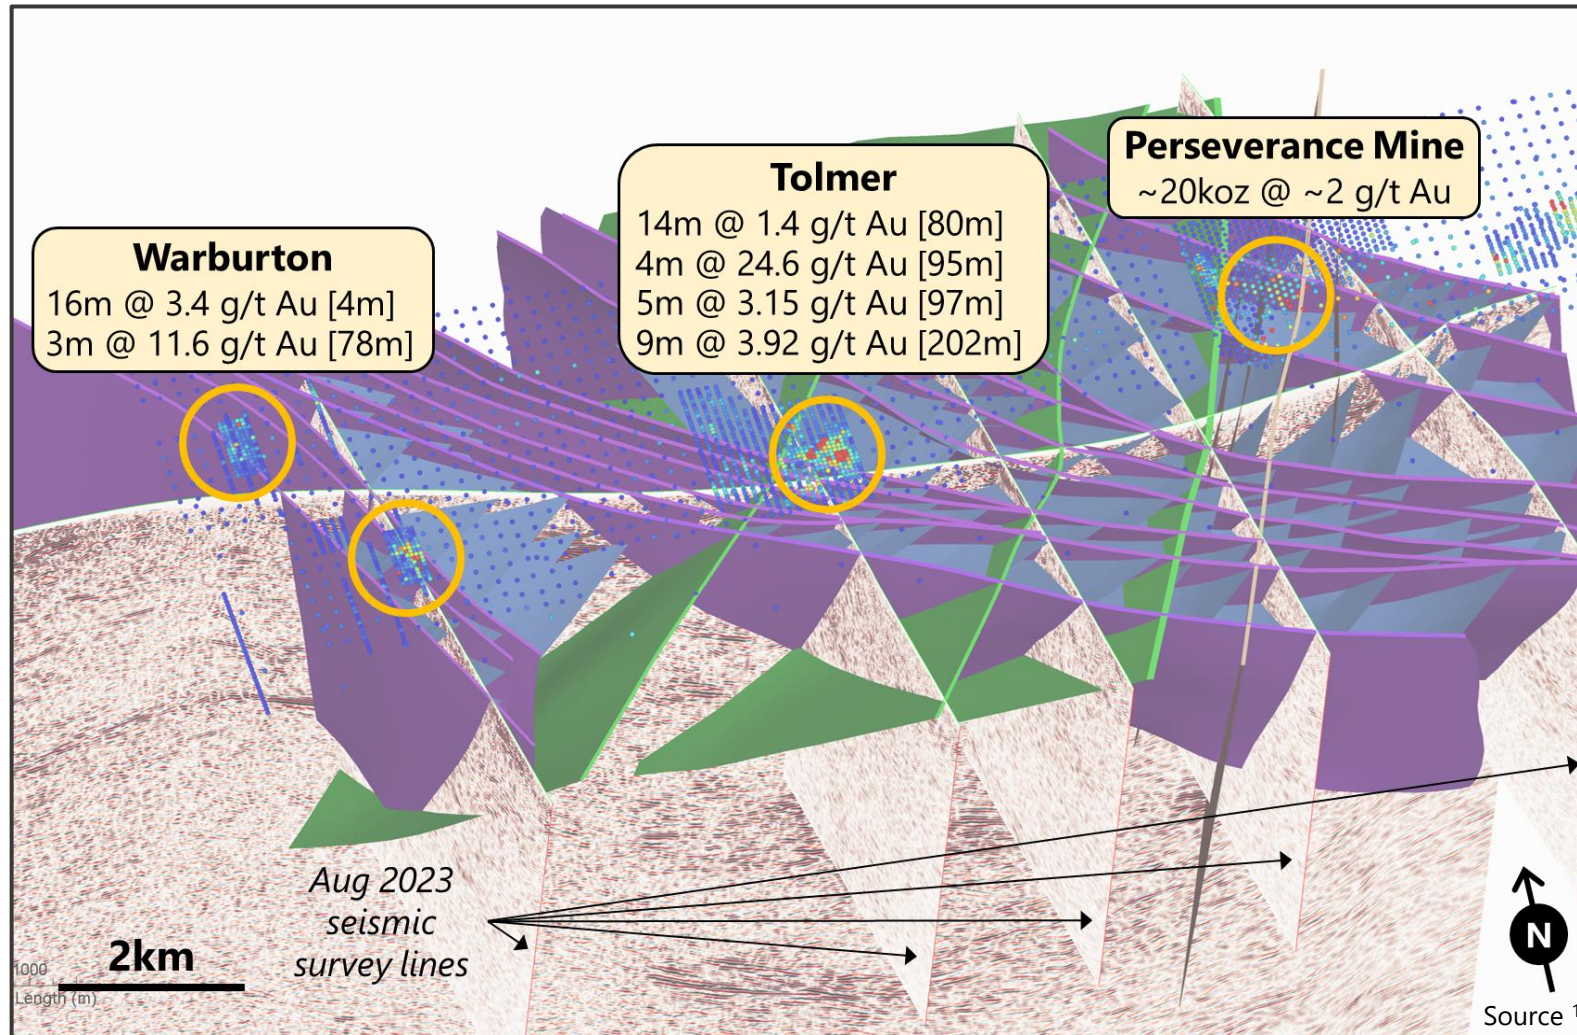 Perseverance Mine
~20koz @ ~2 g/t Au
Tolmer
14m @ 1.4 g/t Au [80m]
4m @ 24.6 g/t Au [95m]
5m @ 3.15 g/t Au [97m]
9m @ 3.92 g/t Au [202m]
Warburton
16m @ 3.4 g/t Au [4m]
3m @ 11.6 g/t Au [78m]
Aug 2023
seismic
survey lines
2km
1000
Length (m)
N
Source 1